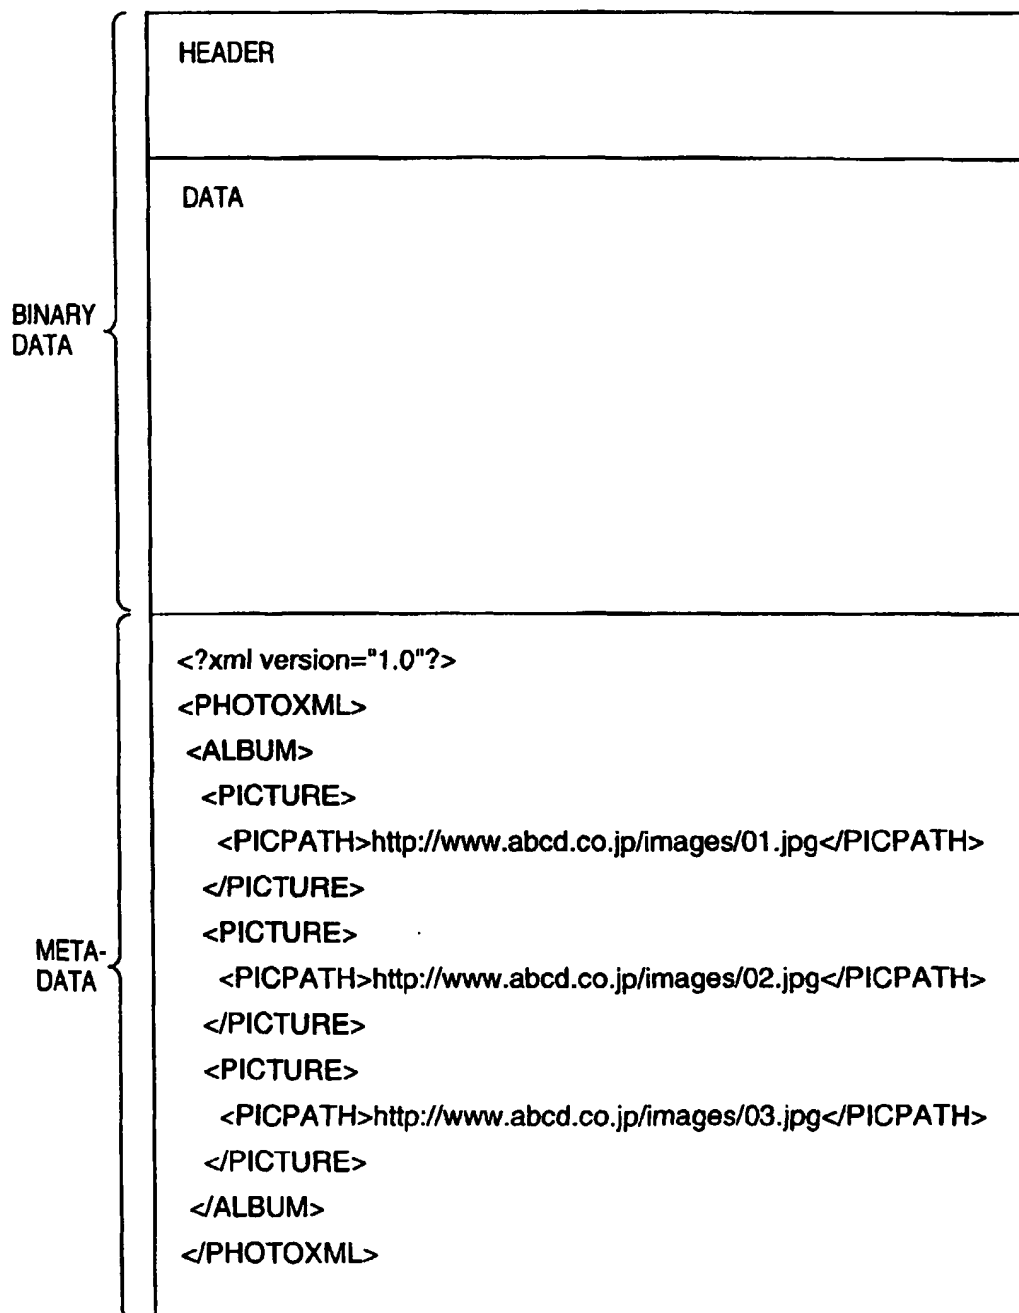 HEADER
DATA
BINARY
DATA
<?xml version="1.0"?>
<PHOTOXML>
<ALBUM>
<PICTURE>
<PICPATH>http://www.abcd.co.jp/images/01.jpg</PICPATH>
</PICTURE>
<PICTURE>
<PICPATH>http://www.abcd.co.jp/images/02.jpg</PICPATH>
</PICTURE>
<PICTURE>
<PICPATH>http://www.abcd.co.jp/images/03.jpg</PICPATH>
</PICTURE>
</ALBUM>
</PHOTOXML>
META-
DATA